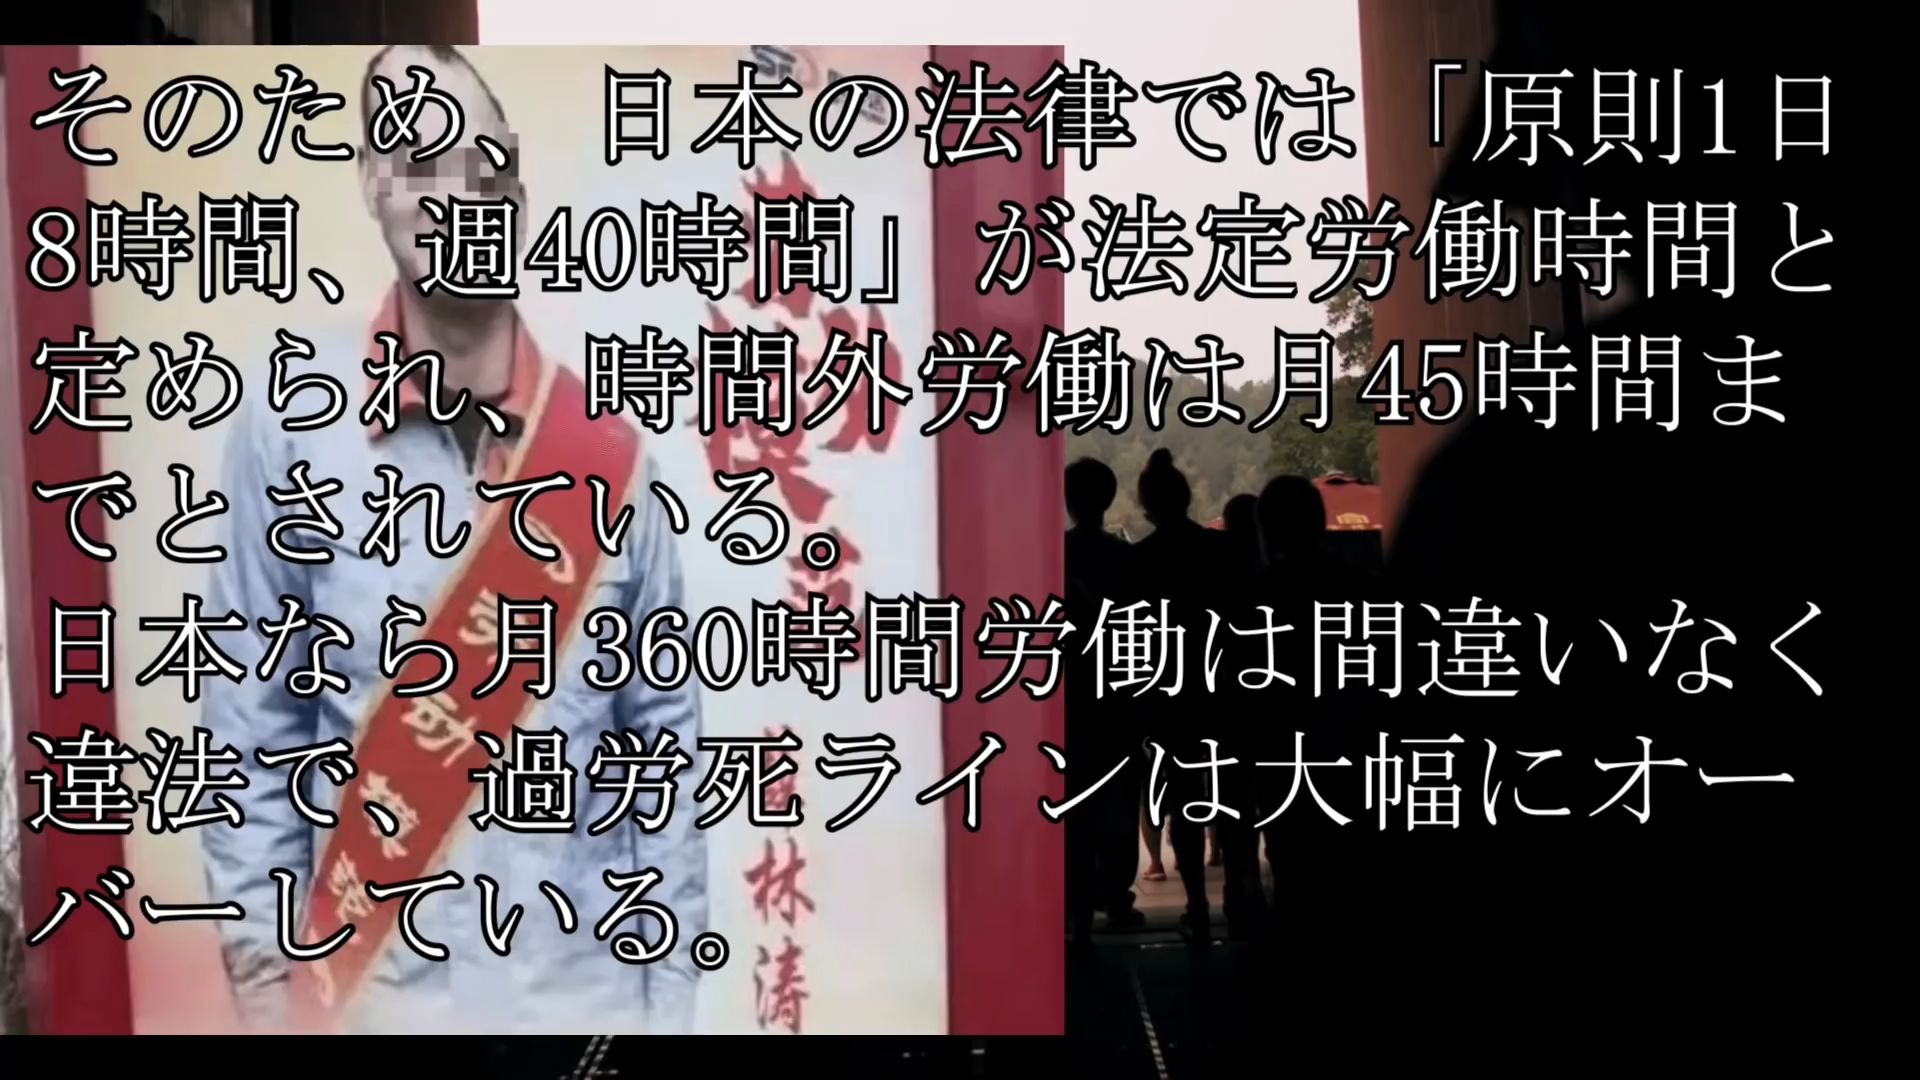 そのため、日本の法律では「原則1日
8時間、週40時間」が法定労働時間と
定められ、時間外労働は月45時間ま
でとされている。
日本なら月360時間労働は間違いなく
違法で、過労死ラインは大幅にオー
バーしている。
林涛